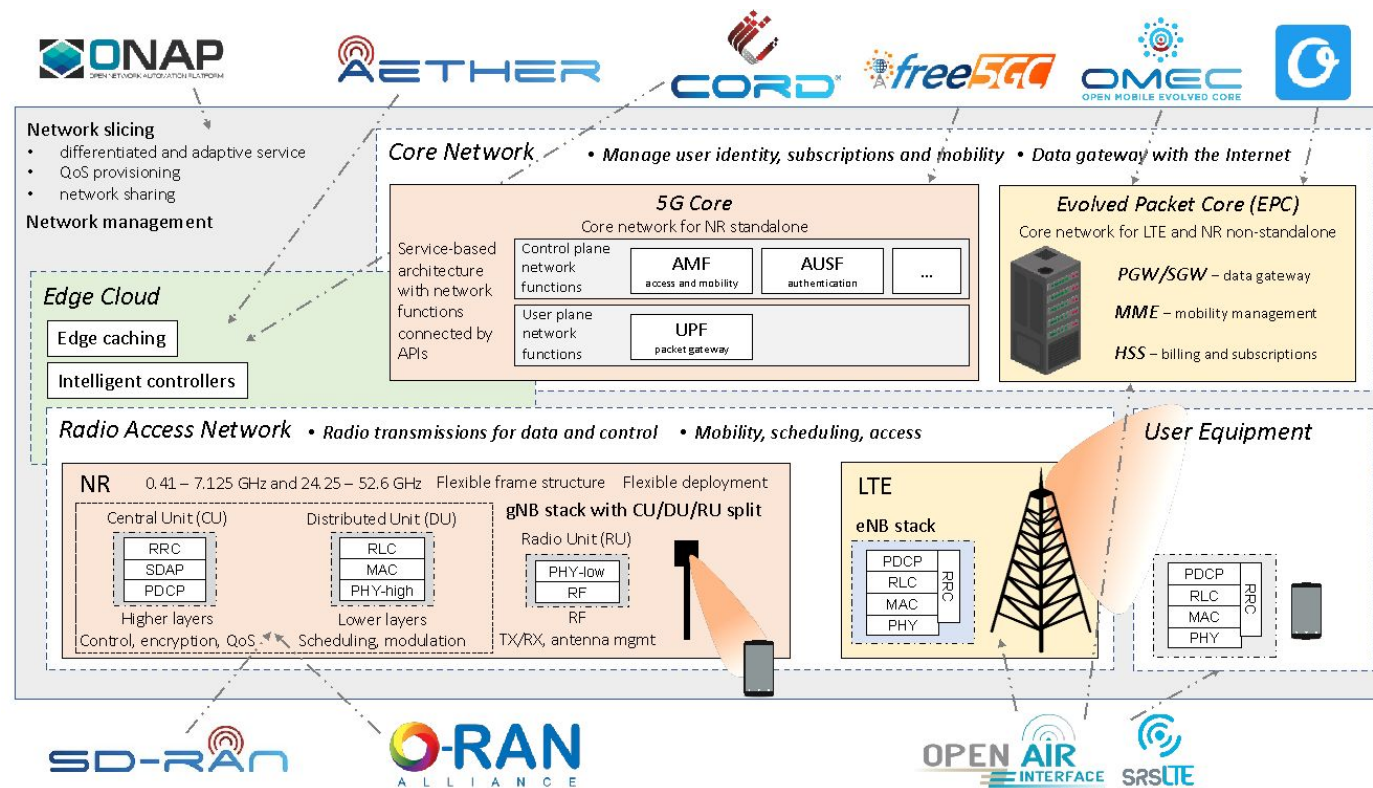 ONAP
OPEN NETWORK AUTOMATION PLATFORM
AETHER
CORD
free5GC
OMEC
OPEN MOBILE EVOLVED CORE
Network slicing
• differentiated and adaptive service
• QoS provisioning
• network sharing
Network management
Core Network • Manage user identity, subscriptions and mobility • Data gateway with the Internet
5G Core
Core network for NR standalone
Service-based
architecture
with network
functions
connected by
APIs
Control plane
network
functions
AMF
access and mobility
AUSF
authentication
...
User plane
network
functions
UPF
packet gateway
Evolved Packet Core (EPC)
Core network for LTE and NR non-standalone
PGW/SGW – data gateway
MME – mobility management
HSS – billing and subscriptions
Edge Cloud
Edge caching
Intelligent controllers
Radio Access Network • Radio transmissions for data and control • Mobility, scheduling, access
NR 0.41 – 7.125 GHz and 24.25 – 52.6 GHz Flexible frame structure Flexible deployment
gNB stack with CU/DU/RU split
Central Unit (CU)
RRC
SDAP
PDCP
Higher layers
Control, encryption, QoS
Distributed Unit (DU)
RLC
MAC
PHY-high
Lower layers
Scheduling, modulation
Radio Unit (RU)
PHY-low
RF
RF
TX/RX, antenna mgmt
LTE
eNB stack
PDCP
RLC
MAC
PHY
RRC
User Equipment
PDCP
RLC
MAC
PHY
RRC
SD-RAN
O-RAN
ALLIANCE
OPEN AIR
INTERFACE
SRSLTE